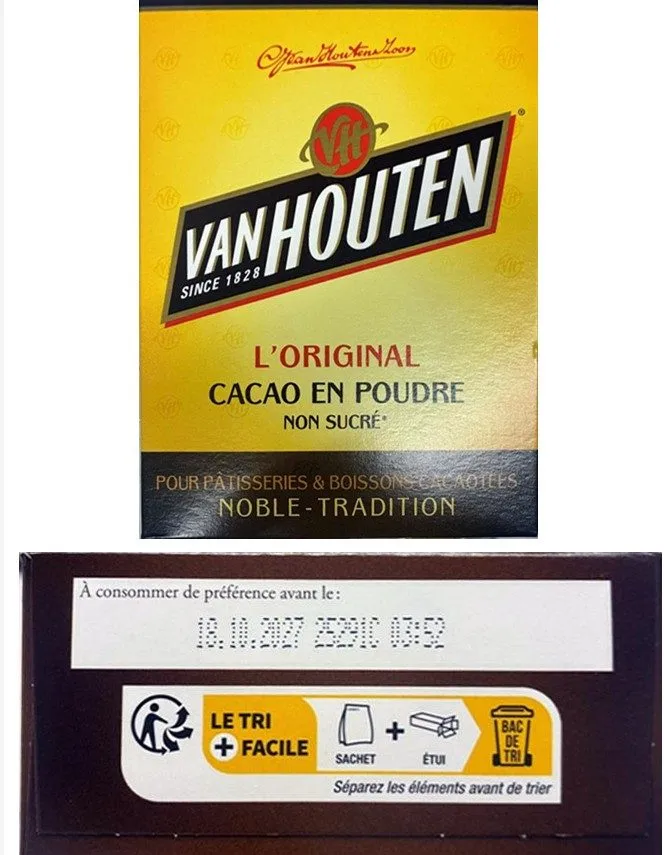 CJvanHoutenZoon
VH
VAN HOUTEN
®
SINCE 1828
L'ORIGINAL
CACAO EN POUDRE
NON SUCRÉ*
POUR PÂTISSERIES & BOISSONS CACAOTÉES
NOBLE - TRADITION
À consommer de préférence avant le :
18.10.2027 25291C 03:52
LE TRI
+ FACILE
SACHET
+
ÉTUI
BAC
DE
TRI
Séparez les éléments avant de trier